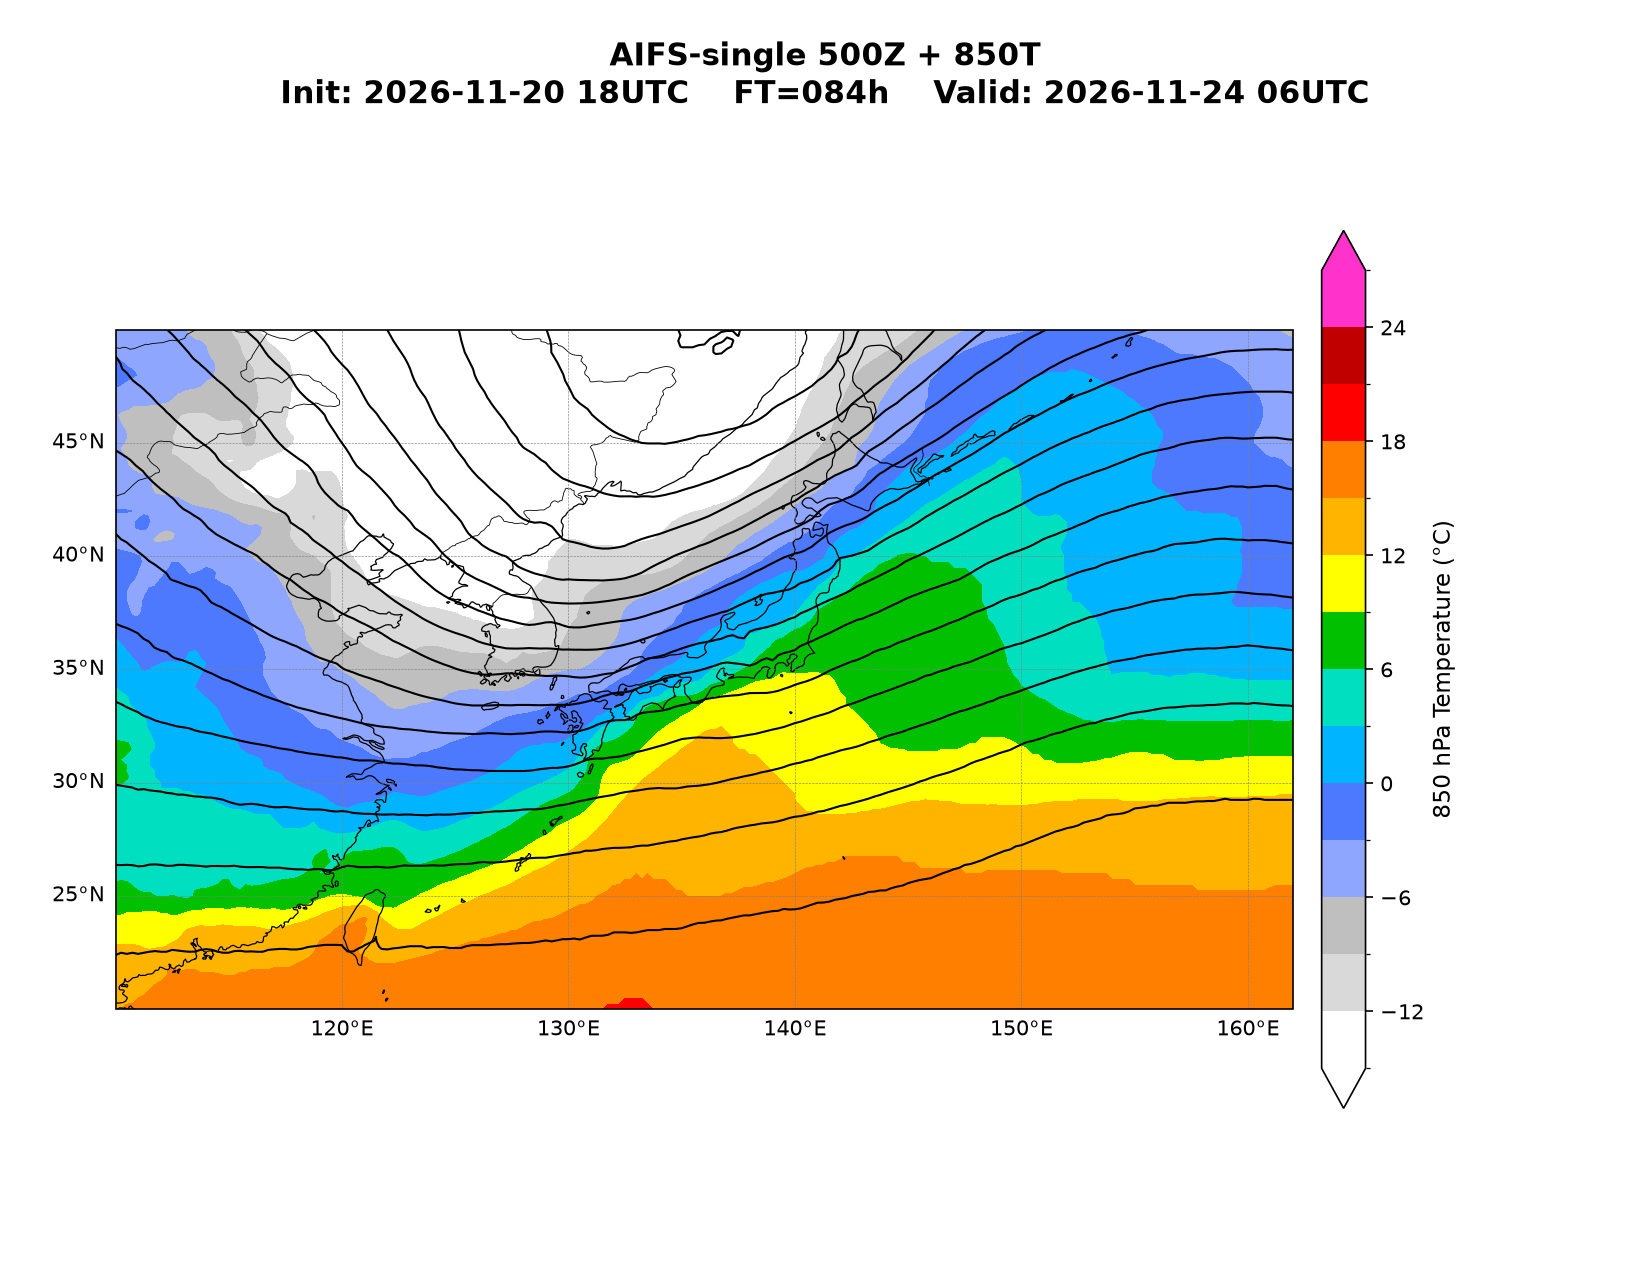 AIFS-single 500Z + 850T
Init: 2026-11-20 18UTC    FT=084h    Valid: 2026-11-24 06UTC
45°N
40°N
35°N
30°N
25°N
120°E
130°E
140°E
150°E
160°E
24
18
12
6
0
−6
−12
850 hPa Temperature (°C)